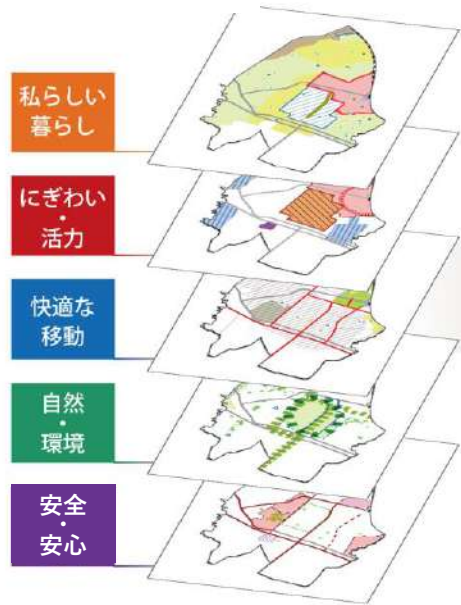 私らしい
暮らし
にぎわい
・
活力
快適な
移動
自然
・
環境
安全
・
安心